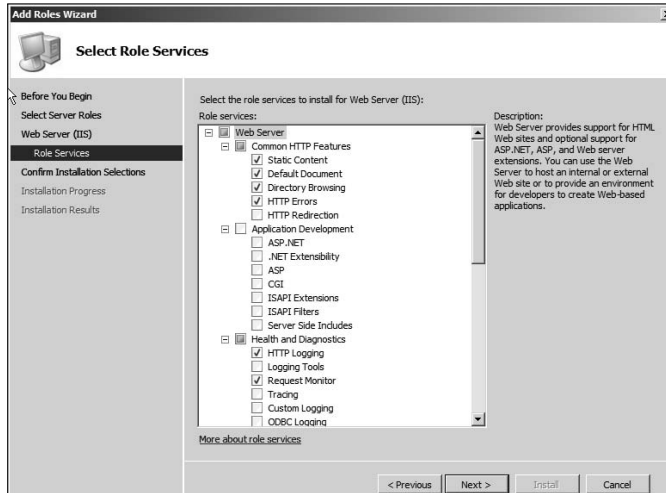 Add Roles Wizard
Select Role Services
Before You Begin
Select Server Roles
Web Server (IIS)
Role Services
Confirm Installation Selections
Installation Progress
Installation Results
Select the role services to install for Web Server (IIS):
Role services:
Web Server
Common HTTP Features
Static Content
Default Document
Directory Browsing
HTTP Errors
HTTP Redirection
Application Development
ASP.NET
.NET Extensibility
ASP
CGI
ISAPI Extensions
ISAPI Filters
Server Side Includes
Health and Diagnostics
HTTP Logging
Logging Tools
Request Monitor
Tracing
Custom Logging
ODBC Logging
More about role services
Description:
Web Server provides support for HTML
Web sites and optional support for
ASP.NET, ASP, and Web server
extensions. You can use the Web
Server to host an internal or external
Web site or to provide an environment
for developers to create Web-based
applications.
< Previous
Next >
Install
Cancel